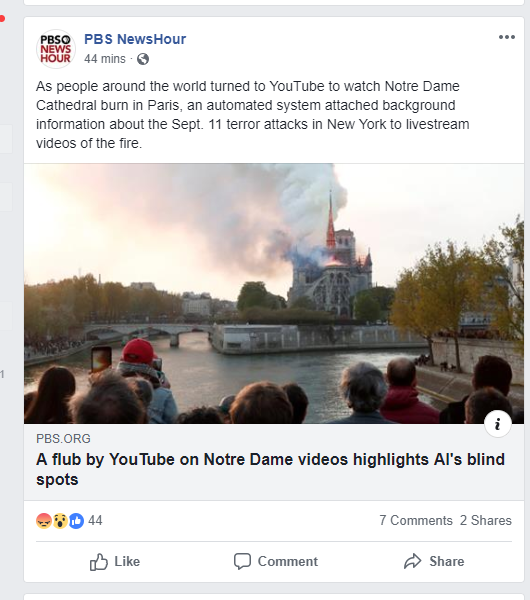 PBS
NEWS
HOUR
PBS NewsHour
44 mins ·
As people around the world turned to YouTube to watch Notre Dame
Cathedral burn in Paris, an automated system attached background
information about the Sept. 11 terror attacks in New York to livestream
videos of the fire.
i
PBS.ORG
A flub by YouTube on Notre Dame videos highlights AI's blind
spots
44
7 Comments 2 Shares
Like Comment Share
1